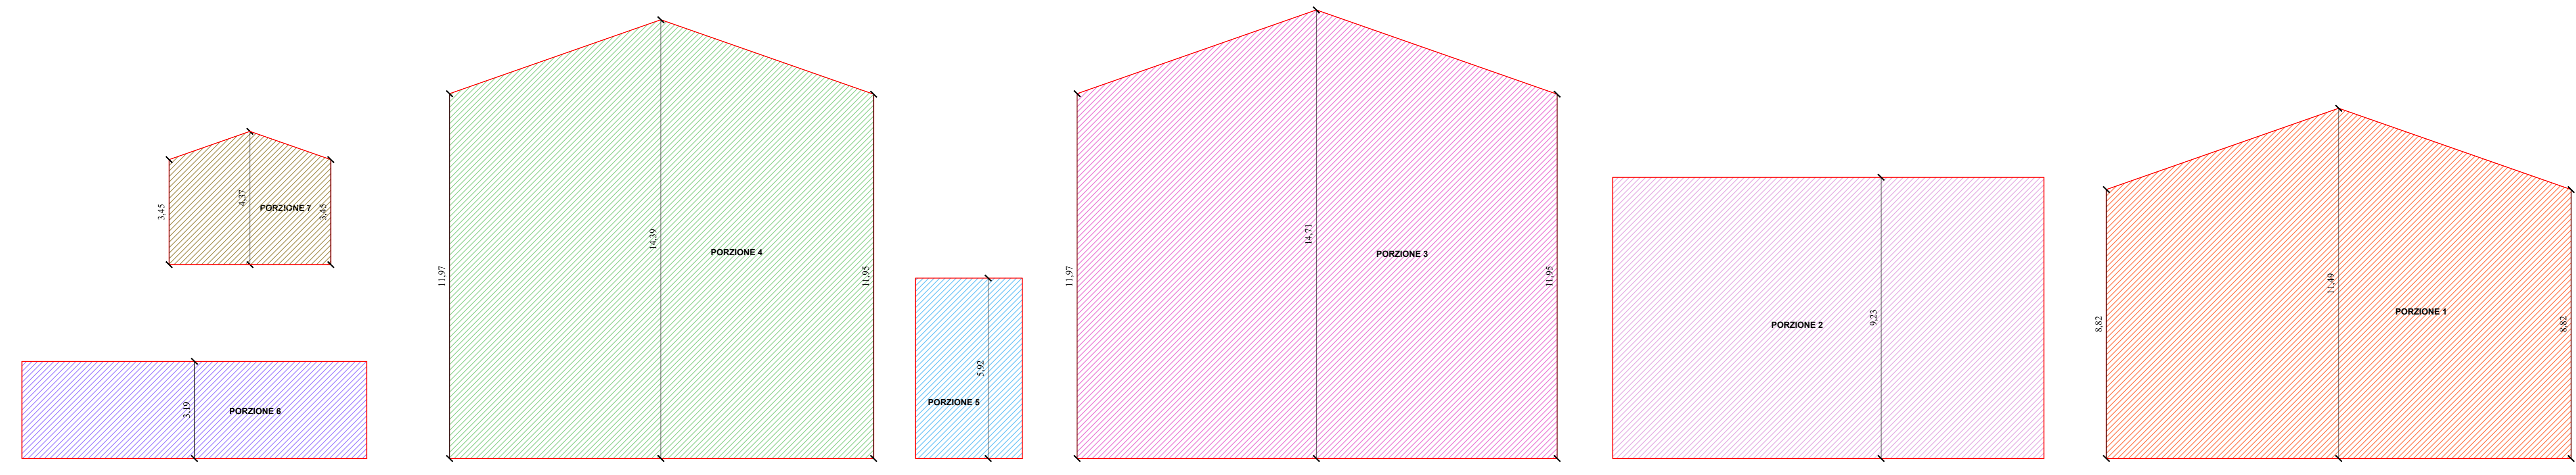 3,45
4,37
PORZIONE 7
3,45
3,19
PORZIONE 6
11,97
14,39
PORZIONE 4
11,95
PORZIONE 5
5,92
11,97
14,71
PORZIONE 3
11,95
PORZIONE 2
9,23
8,82
11,49
PORZIONE 1
8,82